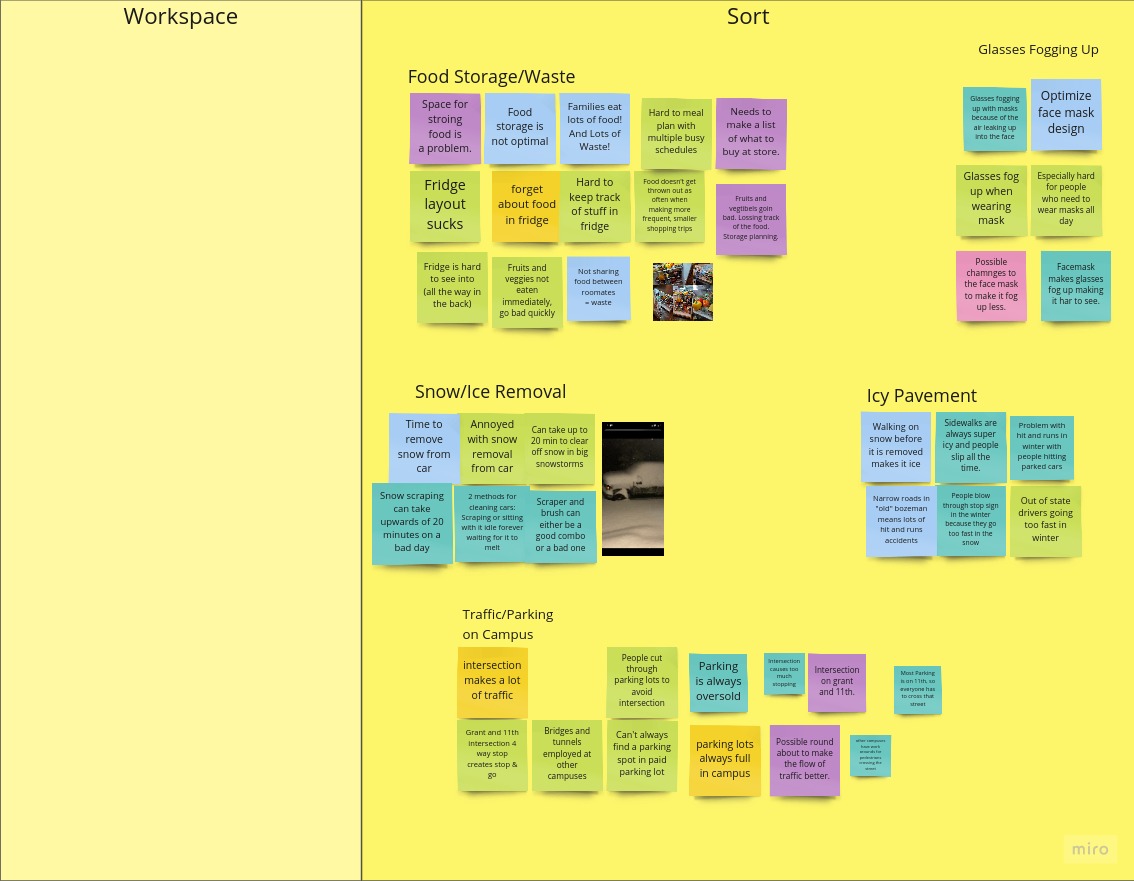 Workspace
Sort
Glasses Fogging Up
Food Storage/Waste
Space for
stroing
food is
a problem.
Food
storage is
not optimal
Families eat
lots of food!
And Lots of
Waste!
Hard to meal
plan with
multiple busy
schedules
Needs to
make a list
of what to
buy at store.
Fridge
layout
sucks
forget
about food
in fridge
Hard to
keep track
of stuff in
fridge
Food doesn't get
thrown out as
often when
making more
frequent, smaller
shopping trips
Fruits and
vegtibels goin
bad. Lossing track
of the food.
Storage planning.
Fridge is hard
to see into
(all the way in
the back)
Fruits and
veggies not
eaten
immediately,
go bad quickly
Not sharing
food between
roomates
= waste
Glasses fogging
up with masks
because of the
air leaking up
into the face
Optimize
face mask
design
Glasses fog
up when
wearing
mask
Especially hard
for people
who need to
wear masks all
day
Possible
chamnges to
the face mask
to make it fog
up less.
Facemask
makes glasses
fog up making
it har to see.
Snow/Ice Removal
Time to
remove
snow from
car
Annoyed
with snow
removal
from car
Can take up to
20 min to clear
off snow in big
snowstorms
Snow scraping
can take
upwards of 20
minutes on a
bad day
2 methods for
cleaning cars:
Scraping or sitting
with it idle forever
waiting for it to
melt
Scraper and
brush can
either be a
good combo
or a bad one
Icy Pavement
Walking on
snow before
it is removed
makes it ice
Sidewalks are
always super
icy and people
slip all the
time.
Problem with
hit and runs in
winter with
people hitting
parked cars
Narrow roads in
"old" bozeman
means lots of
hit and runs
accidents
People blow
through stop sign
in the winter
because they go
too fast in the
snow
Out of state
drivers going
too fast in
winter
Traffic/Parking
on Campus
intersection
makes a lot
of traffic
People cut
through
parking lots to
avoid
intersection
Parking
is always
oversold
Intersection
causes too
much
stopping
Intersection
on grant
and 11th.
Most Parking
is on 11th, so
everyone has
to cross that
street
Grant and 11th
intersection 4
way stop
creates stop &
go
Bridges and
tunnels
employed at
other
campuses
Can't always
find a parking
spot in paid
parking lot
parking lots
always full
in campus
Possible round
about to make
the flow of
traffic better.
other campuses
have work
arounds for
pedestrians
crossing the
street
miro